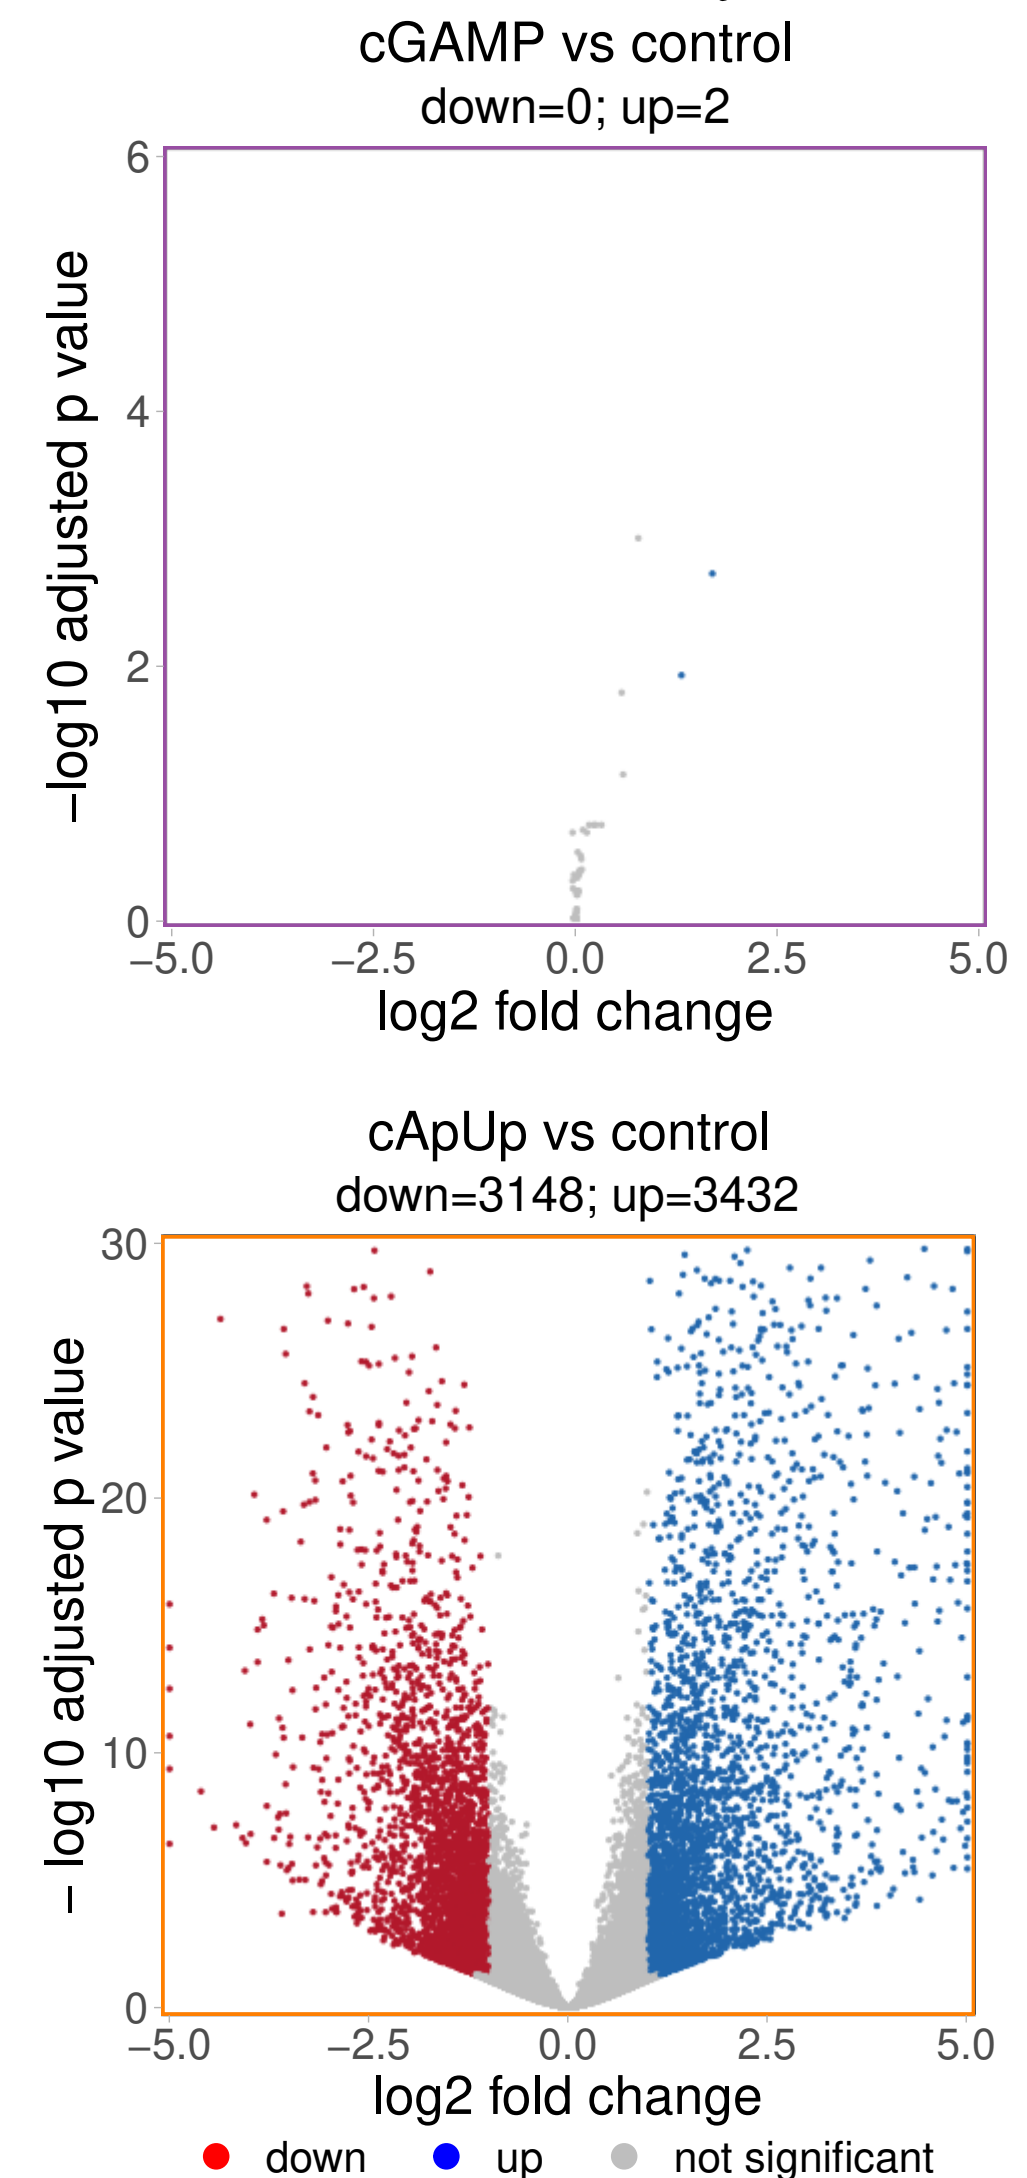 cGAMP vs control
down=0; up=2
6
4
2
0
−log10 adjusted p value
−5.0 −2.5 0.0 2.5 5.0
log2 fold change
cApUp vs control
down=3148; up=3432
30
20
10
0
− log10 adjusted p value
−5.0 −2.5 0.0 2.5 5.0
log2 fold change
down up not significant